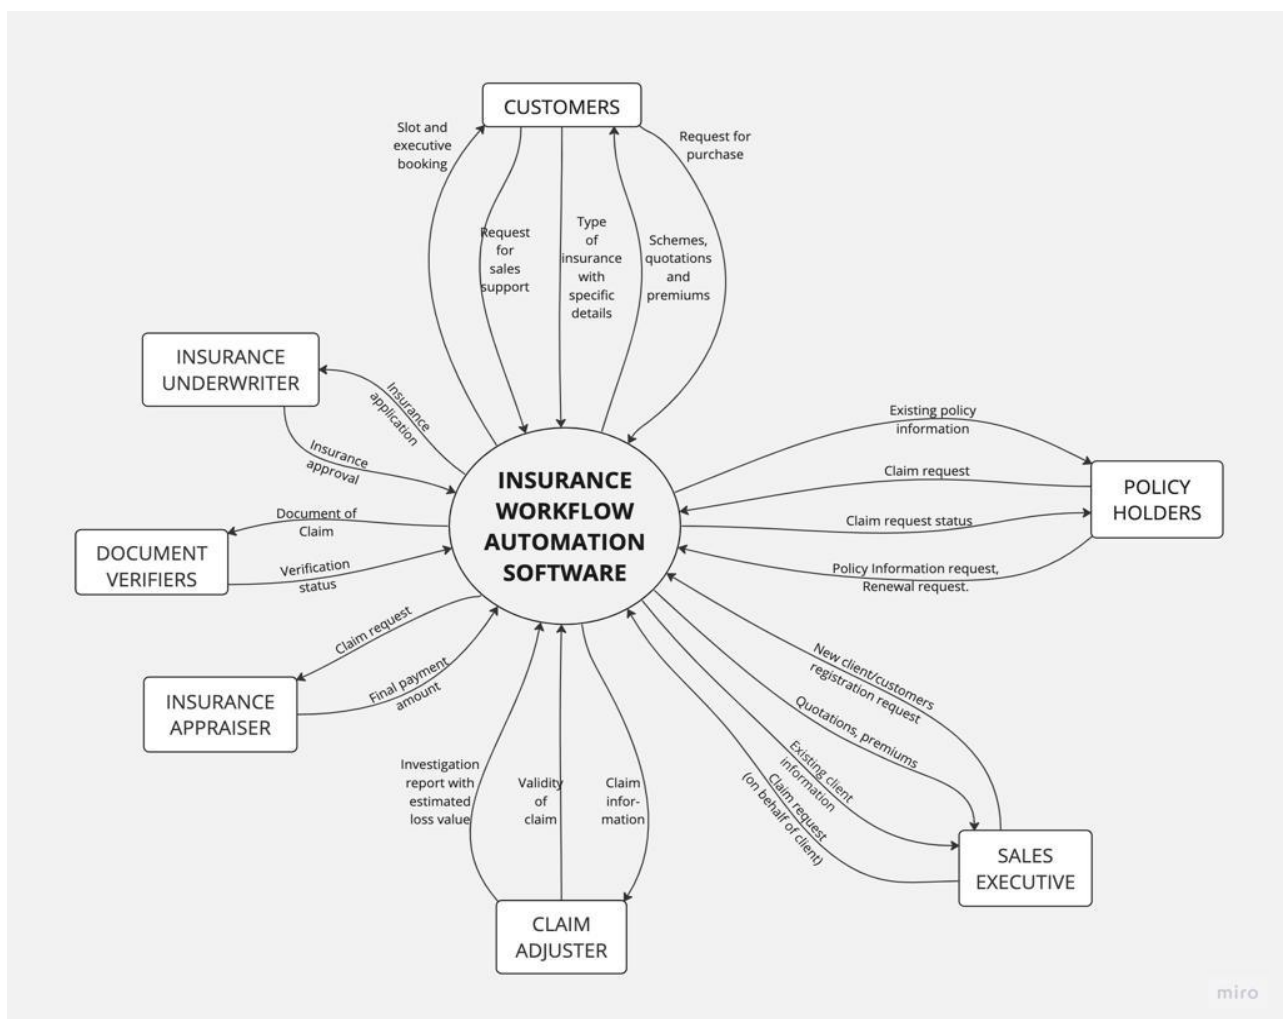 CUSTOMERS
Slot and
executive
booking
Request for
purchase
Request
for
sales
support
Type
of
insurance
with
specific
details
Schemes,
quotations
and
premiums
INSURANCE
UNDERWRITER
Insurance
application
Insurance
approval
INSURANCE
WORKFLOW
AUTOMATION
SOFTWARE
Existing policy
information
Claim request
Claim request status
Policy Information request,
Renewal request.
POLICY
HOLDERS
Document of
Claim
DOCUMENT
VERIFIERS
Verification
status
Claim request
INSURANCE
APPRAISER
Final payment
amount
New client/customers
registration request
Quotations, premiums
Existing client
information
Claim request
(on behalf of client)
SALES
EXECUTIVE
Investigation
report with
estimated
loss value
Validity
of
claim
Claim
infor-
mation
CLAIM
ADJUSTER
miro